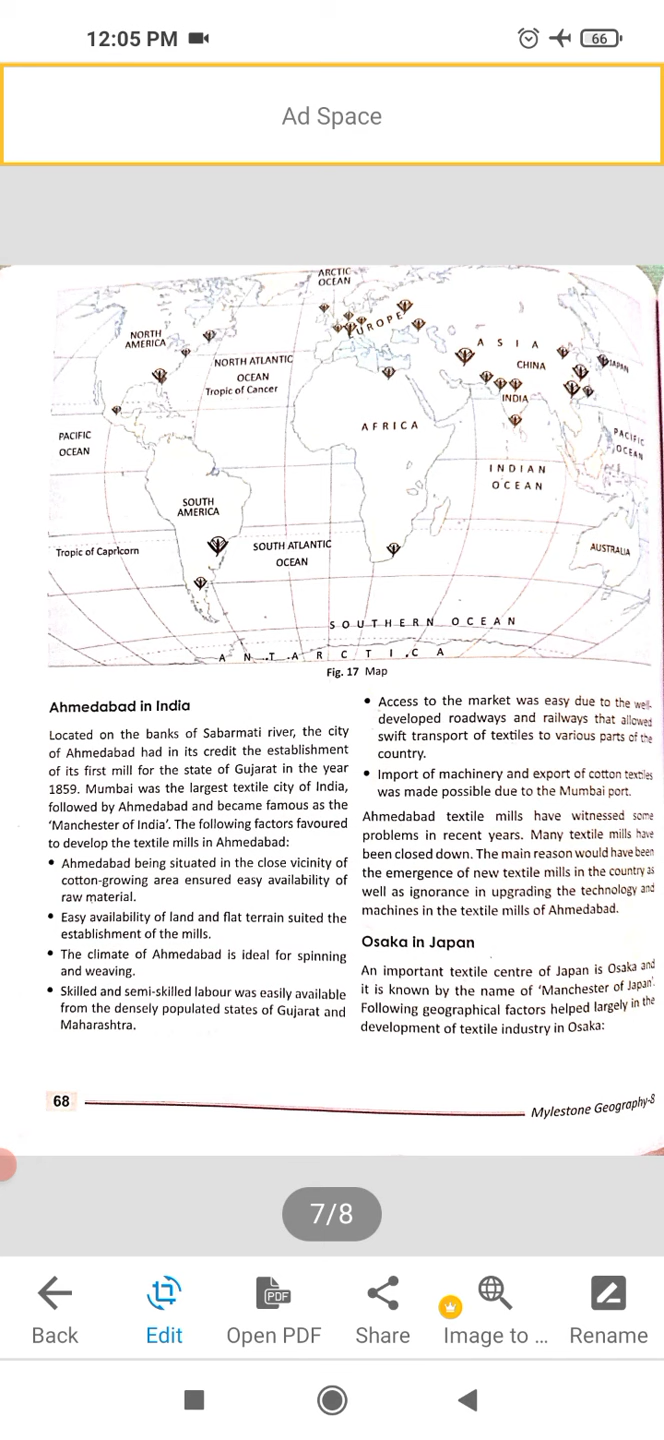 12:05 PM
66
Ad Space
ARCTIC
OCEAN
NORTH
AMERICA
EUROPE
ASIA
NORTH ATLANTIC
OCEAN
CHINA
JAPAN
Tropic of Cancer
INDIA
AFRICA
PACIFIC
OCEAN
PACIFIC
OCEAN
INDIAN
OCEAN
SOUTH
AMERICA
Tropic of Capricorn
SOUTH ATLANTIC
OCEAN
AUSTRALIA
SOUTHERN OCEAN
ANTARCTICA
Fig. 17 Map
Ahmedabad in India
Located on the banks of Sabarmati river, the city
of Ahmedabad had in its credit the establishment
of its first mill for the state of Gujarat in the year
1859. Mumbai was the largest textile city of India,
followed by Ahmedabad and became famous as the
‘Manchester of India’. The following factors favoured
to develop the textile mills in Ahmedabad:
• Ahmedabad being situated in the close vicinity of
cotton-growing area ensured easy availability of
raw material.
• Easy availability of land and flat terrain suited the
establishment of the mills.
• The climate of Ahmedabad is ideal for spinning
and weaving.
• Skilled and semi-skilled labour was easily available
from the densely populated states of Gujarat and
Maharashtra.
• Access to the market was easy due to the well-
developed roadways and railways that allowed
swift transport of textiles to various parts of the
country.
• Import of machinery and export of cotton textiles
was made possible due to the Mumbai port.
Ahmedabad textile mills have witnessed some
problems in recent years. Many textile mills have
been closed down. The main reason would have been
the emergence of new textile mills in the country as
well as ignorance in upgrading the technology and
machines in the textile mills of Ahmedabad.
Osaka in Japan
An important textile centre of Japan is Osaka and
it is known by the name of ‘Manchester of Japan’.
Following geographical factors helped largely in the
development of textile industry in Osaka:
68
Mylestone Geography-8
7/8
PDF
Back
Edit
Open PDF
Share
Image to ...
Rename